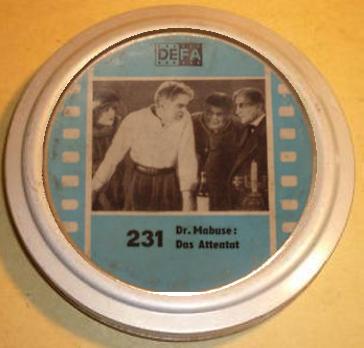 DEFA
231
Dr. Mabuse:
Das Attentat